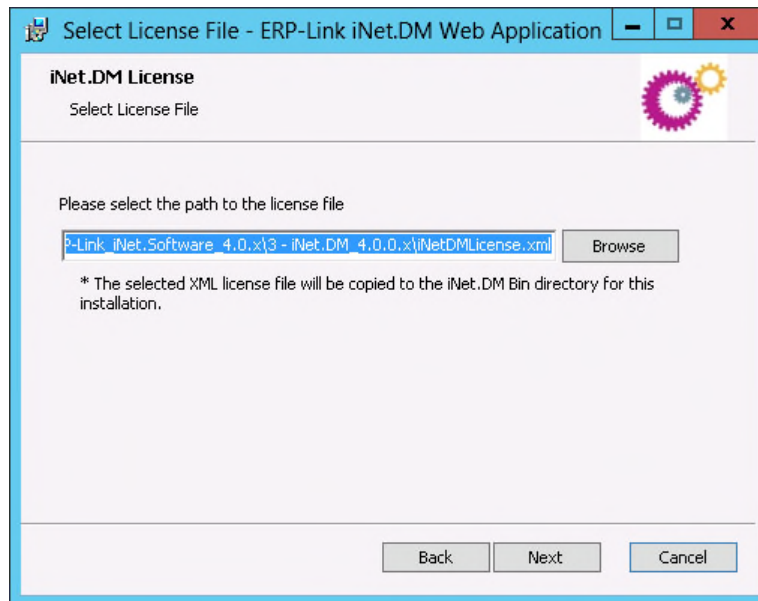 Select License File - ERP-Link iNet.DM Web Application
iNet.DM License
Select License File
Please select the path to the license file
P-Link_iNet.Software_4.0.x\3 - iNet.DM_4.0.0.x\iNetDMLicense.xml
Browse
* The selected XML license file will be copied to the iNet.DM Bin directory for this
installation.
Back
Next
Cancel